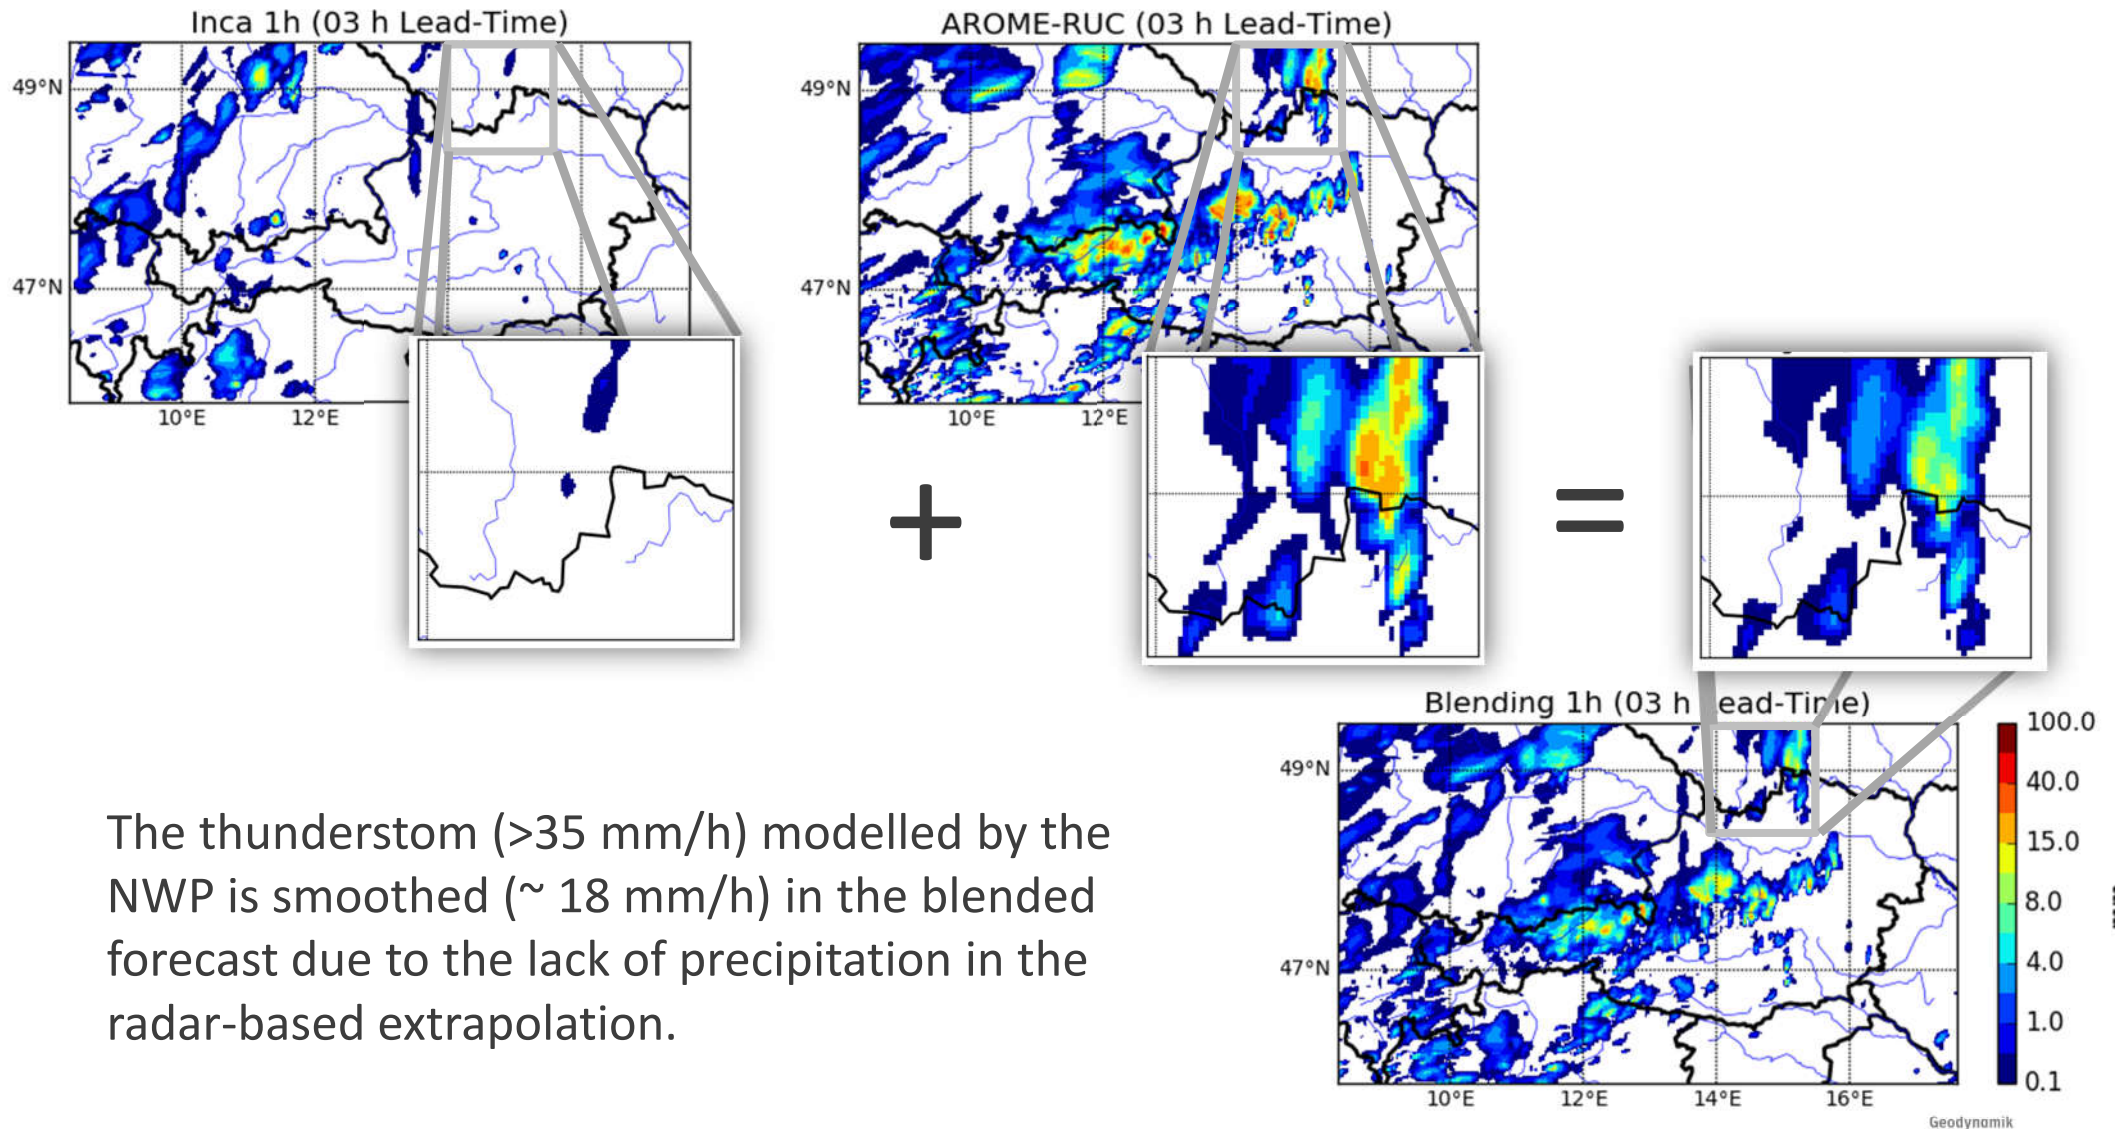 Inca 1h (03 h Lead-Time)
49°N
47°N
10°E
12°E
AROME-RUC (03 h Lead-Time)
49°N
47°N
10°E
12°E
+
=
The thunderstom (>35 mm/h) modelled by the
NWP is smoothed (~ 18 mm/h) in the blended
forecast due to the lack of precipitation in the
radar-based extrapolation.
Blending 1h (03 h ead-Time)
49°N
47°N
10°E
12°E
14°E
16°E
100.0
40.0
15.0
8.0
4.0
1.0
0.1
Geodynamik